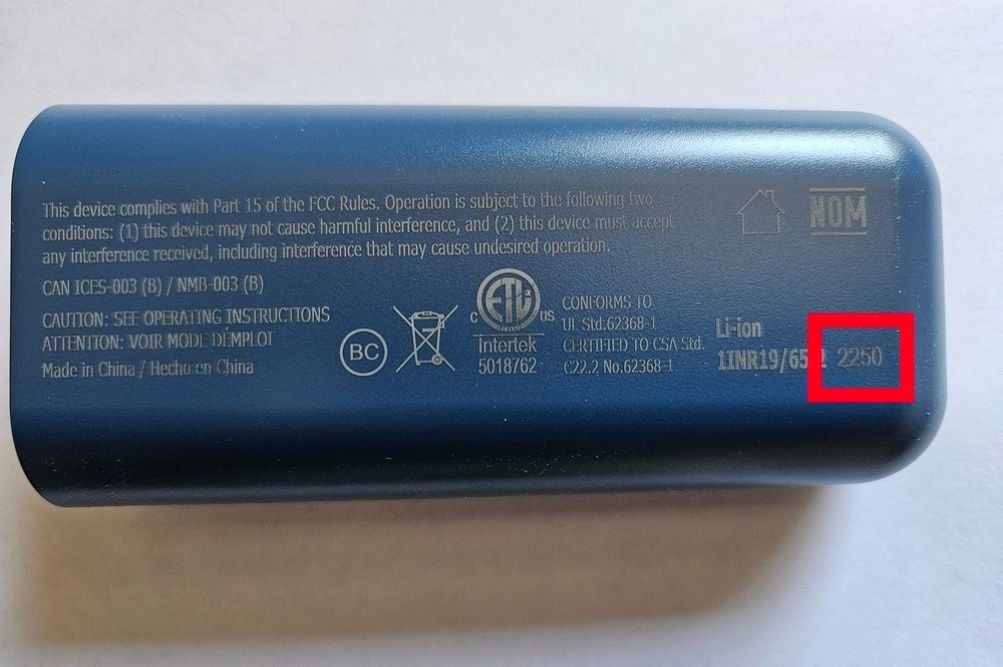 This device complies with Part 15 of the FCC Rules. Operation is subject to the following two
conditions: (1) this device may not cause harmful interference, and (2) this device must accept
any interference received, including interference that may cause undesired operation.
CAN ICES-003 (B) / NMB-003 (B)
CAUTION: SEE OPERATING INSTRUCTIONS
ATTENTION: VOIR MODE DÉMPLOI
Made in China / Hecho en China
BC
c ETL us
LISTED
Intertek
5018762
CONFORMS TO
UL Std.62368-1
CERTIFIED TO CSA Std.
C22.2 No.62368-1
NOM
Li-ion
2250